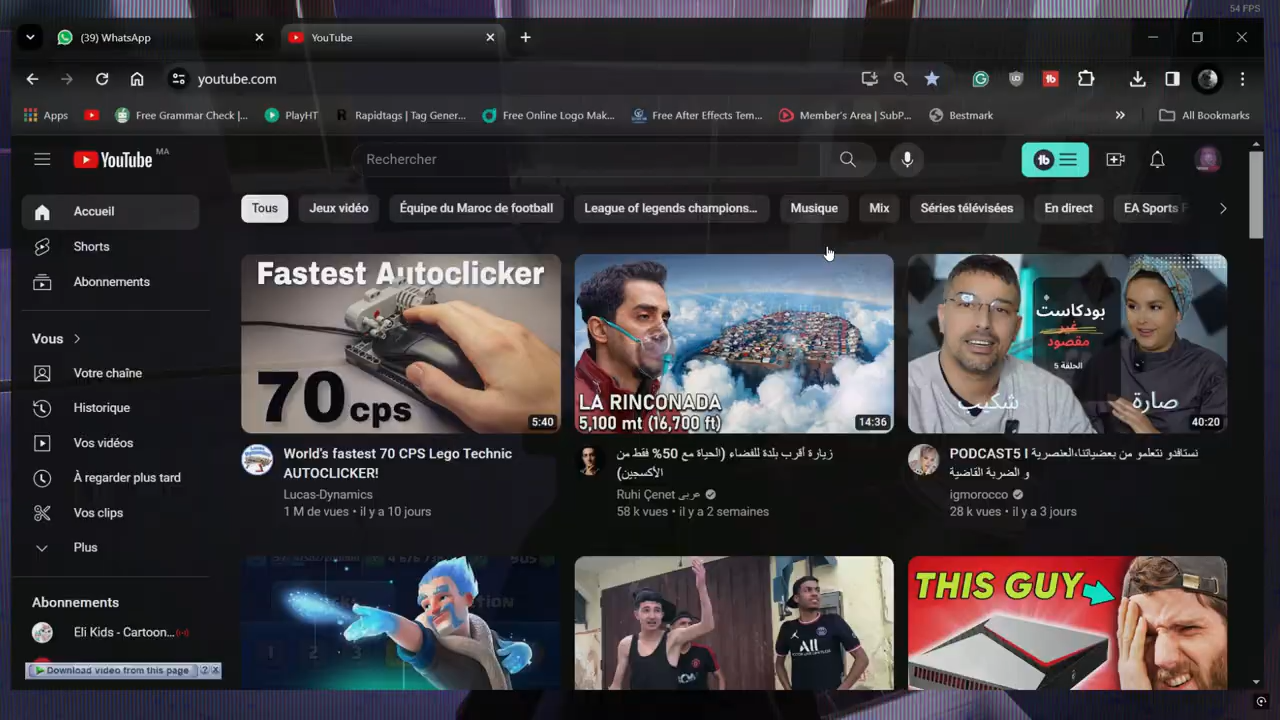 54 FPS
(39) WhatsApp
YouTube
youtube.com
Apps
Free Grammar Check |...
PlayHT
Rapidtags | Tag Gener...
Free Online Logo Mak...
Free After Effects Tem...
Member's Area | SubP...
Bestmark
All Bookmarks
YouTube MA
Rechercher
Tous
Jeux vidéo
Équipe du Maroc de football
League of legends champions...
Musique
Mix
Séries télévisées
En direct
EA Sports F
Accueil
Shorts
Abonnements
Vous
Votre chaîne
Historique
Vos vidéos
À regarder plus tard
Vos clips
Plus
Abonnements
Eli Kids - Cartoon...
Download video from this page
Fastest Autoclicker
70 cps
5:40
World's fastest 70 CPS Lego Technic
AUTOCLICKER!
Lucas-Dynamics
1 M de vues • il y a 10 jours
LA RINCONADA
5,100 mt (16,700 ft)
14:36
زيارة أقرب بلدة للفضاء (الحياة مع 50% فقط من
الأكسجين)
Ruhi Çenet عربي
58 k vues • il y a 2 semaines
بودكاست
غير
مقصود
الحلقة 5
شكيب
صارة
40:20
PODCAST5 I نستافدو نتعلمو من بعضياتنا،العنصرية
و الضربة القاضية
igmorocco
28 k vues • il y a 3 jours
ALL
THIS GUY